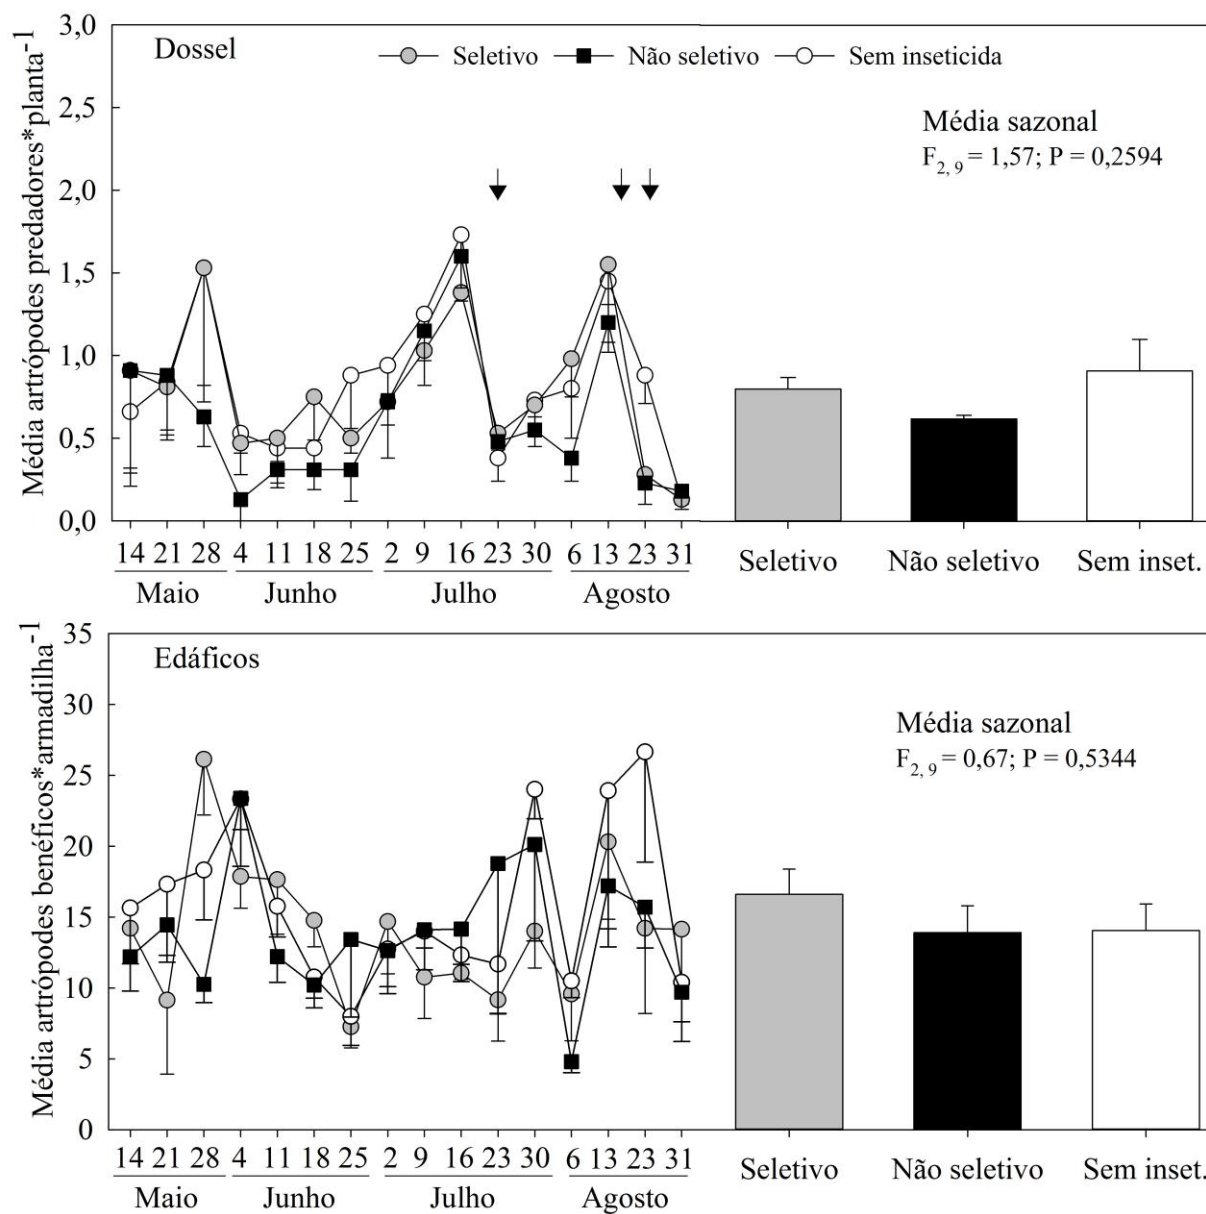 Média artrópodes predadores*planta-1
3,0
2,5
2,0
1,5
1,0
0,5
0,0
Dossel
Seletivo Não seletivo Sem inseticida
Média sazonal
F2, 9 = 1,57; P = 0,2594
14 21 28 4 11 18 25 2 9 16 23 30 6 13 23 31
Maio Junho Julho Agosto
Seletivo Não seletivo Sem inset.
Média artrópodes benéficos*armadilha-1
35
30
25
20
15
10
5
0
Edáficos
Média sazonal
F2, 9 = 0,67; P = 0,5344
14 21 28 4 11 18 25 2 9 16 23 30 6 13 23 31
Maio Junho Julho Agosto
Seletivo Não seletivo Sem inset.